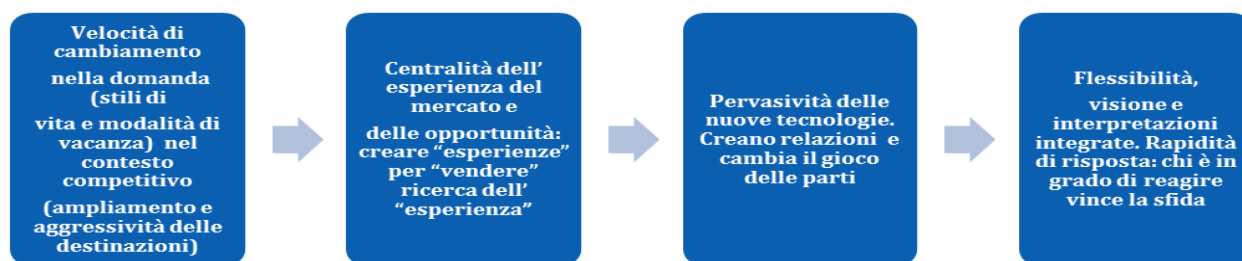 Velocità di
cambiamento
nella domanda
(stili di
vita e modalità di
vacanza) nel
contesto
competitivo
(ampliamento e
aggressività delle
destinazioni)
Centralità dell’
esperienza del
mercato e
delle opportunità:
creare “esperienze”
per “vendere”
ricerca dell’
“esperienza”
Pervasività delle
nuove tecnologie.
Creano relazioni e
cambia il gioco
delle parti
Flessibilità,
visione e
interpretazioni
integrate. Rapidità
di risposta: chi è in
grado di reagire
vince la sfida